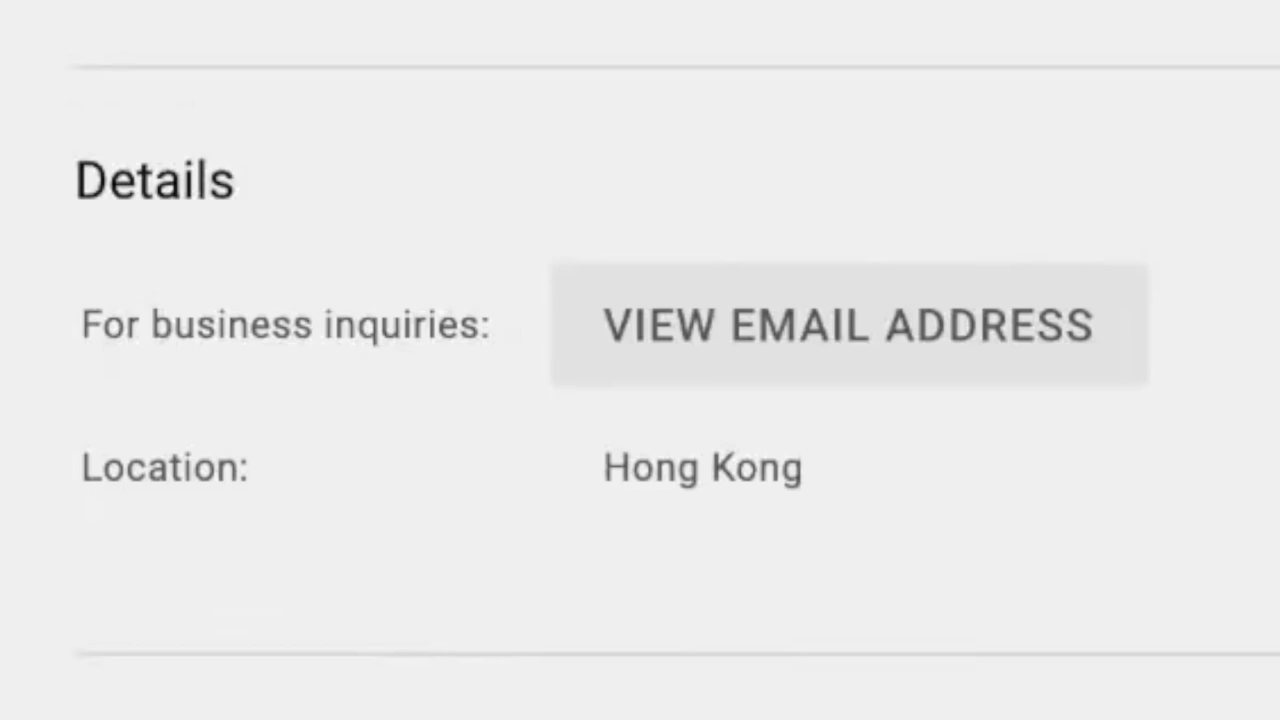 Details
For business inquiries: VIEW EMAIL ADDRESS
Location: Hong Kong